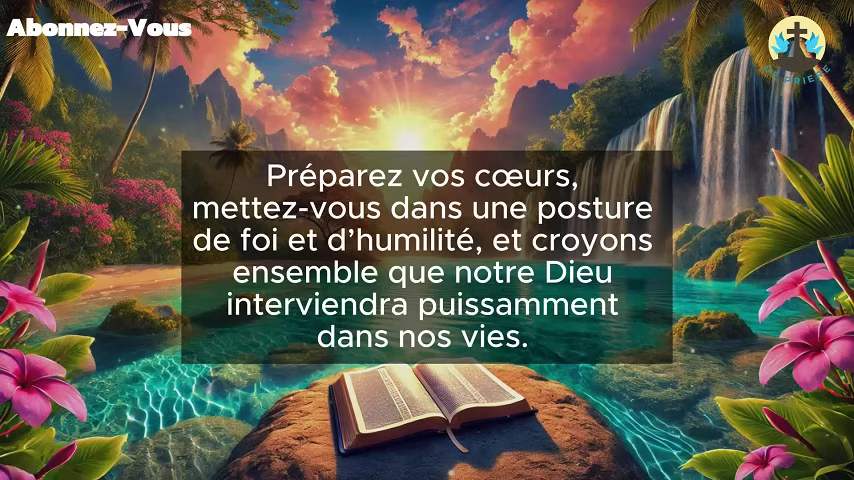 Abonnez-Vous
Préparez vos cœurs,
mettez-vous dans une posture
de foi et d’humilité, et croyons
ensemble que notre Dieu
interviendra puissamment
dans nos vies.